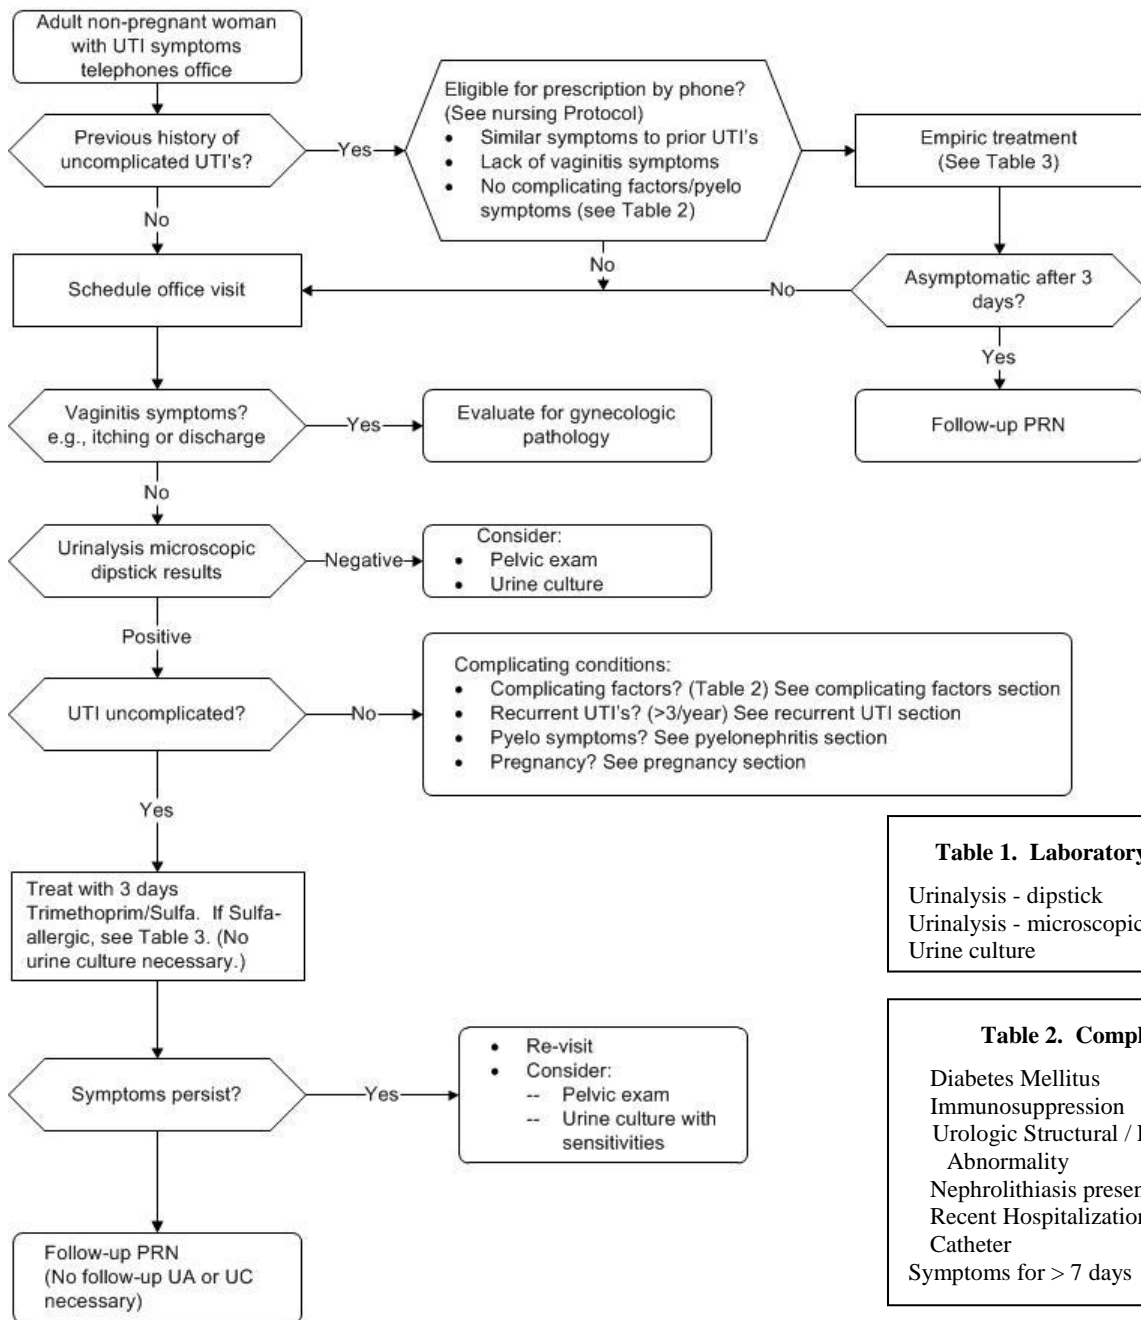 Adult non-pregnant woman
with UTI symptoms
telephones office
Previous history of
uncomplicated UTI's?
Yes
Eligible for prescription by phone?
(See nursing Protocol)
• Similar symptoms to prior UTI's
• Lack of vaginitis symptoms
• No complicating factors/pyelo
symptoms (see Table 2)
Empiric treatment
(See Table 3)
No
No
Schedule office visit
No
Asymptomatic after 3
days?
Yes
Follow-up PRN
Vaginitis symptoms?
e.g., itching or discharge
Yes
Evaluate for gynecologic
pathology
No
Urinalysis microscopic
dipstick results
Negative
Consider:
• Pelvic exam
• Urine culture
Positive
UTI uncomplicated?
No
Complicating conditions:
• Complicating factors? (Table 2) See complicating factors section
• Recurrent UTI's? (>3/year) See recurrent UTI section
• Pyelo symptoms? See pyelonephritis section
• Pregnancy? See pregnancy section
Yes
Treat with 3 days
Trimethoprim/Sulfa. If Sulfa-
allergic, see Table 3. (No
urine culture necessary.)
Symptoms persist?
Yes
• Re-visit
• Consider:
-- Pelvic exam
-- Urine culture with
sensitivities
Follow-up PRN
(No follow-up UA or UC
necessary)
Table 1. Laboratory
Urinalysis - dipstick
Urinalysis - microscopic
Urine culture
Table 2.
Diabetes Mellitus
Immunosuppression
Urologic Structural /
Abnormality
Nephrolithiasis
Recent Hospitalization
Catheter
Symptoms for > 7 days